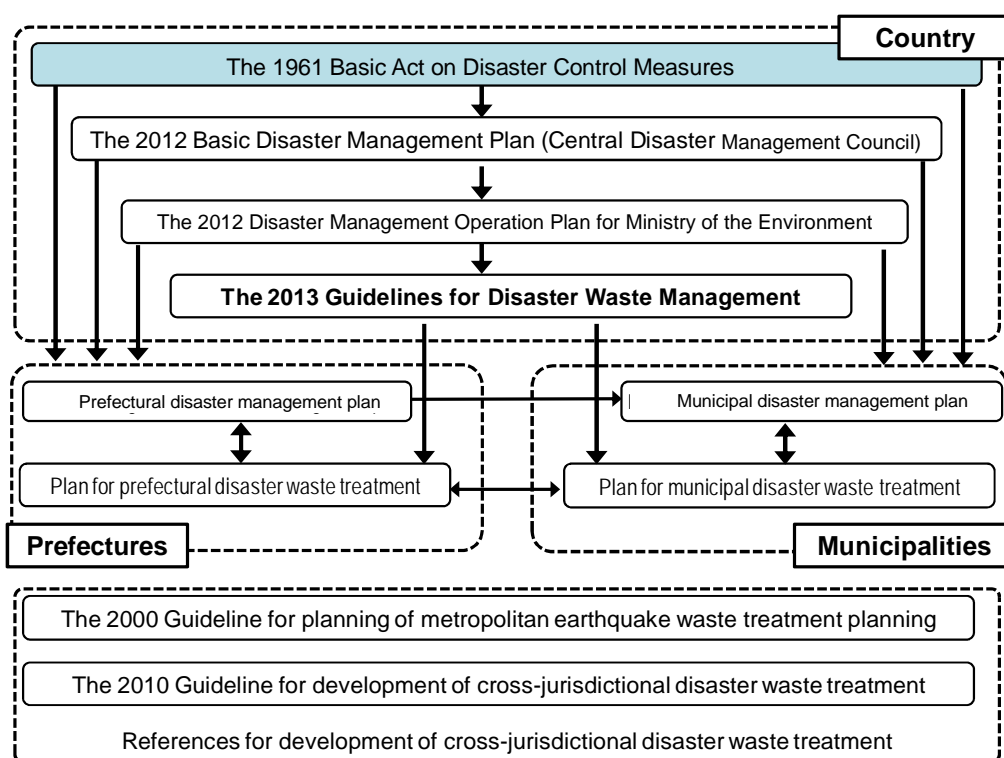 Country
The 1961 Basic Act on Disaster Control Measures
The 2012 Basic Disaster Management Plan (Central Disaster Management Council)
The 2012 Disaster Management Operation Plan for Ministry of the Environment
The 2013 Guidelines for Disaster Waste Management
Prefectural disaster management plan
Municipal disaster management plan
Plan for prefectural disaster waste treatment
Plan for municipal disaster waste treatment
Prefectures
Municipalities
The 2000 Guideline for planning of metropolitan earthquake waste treatment planning
The 2010 Guideline for development of cross-jurisdictional disaster waste treatment
References for development of cross-jurisdictional disaster waste treatment